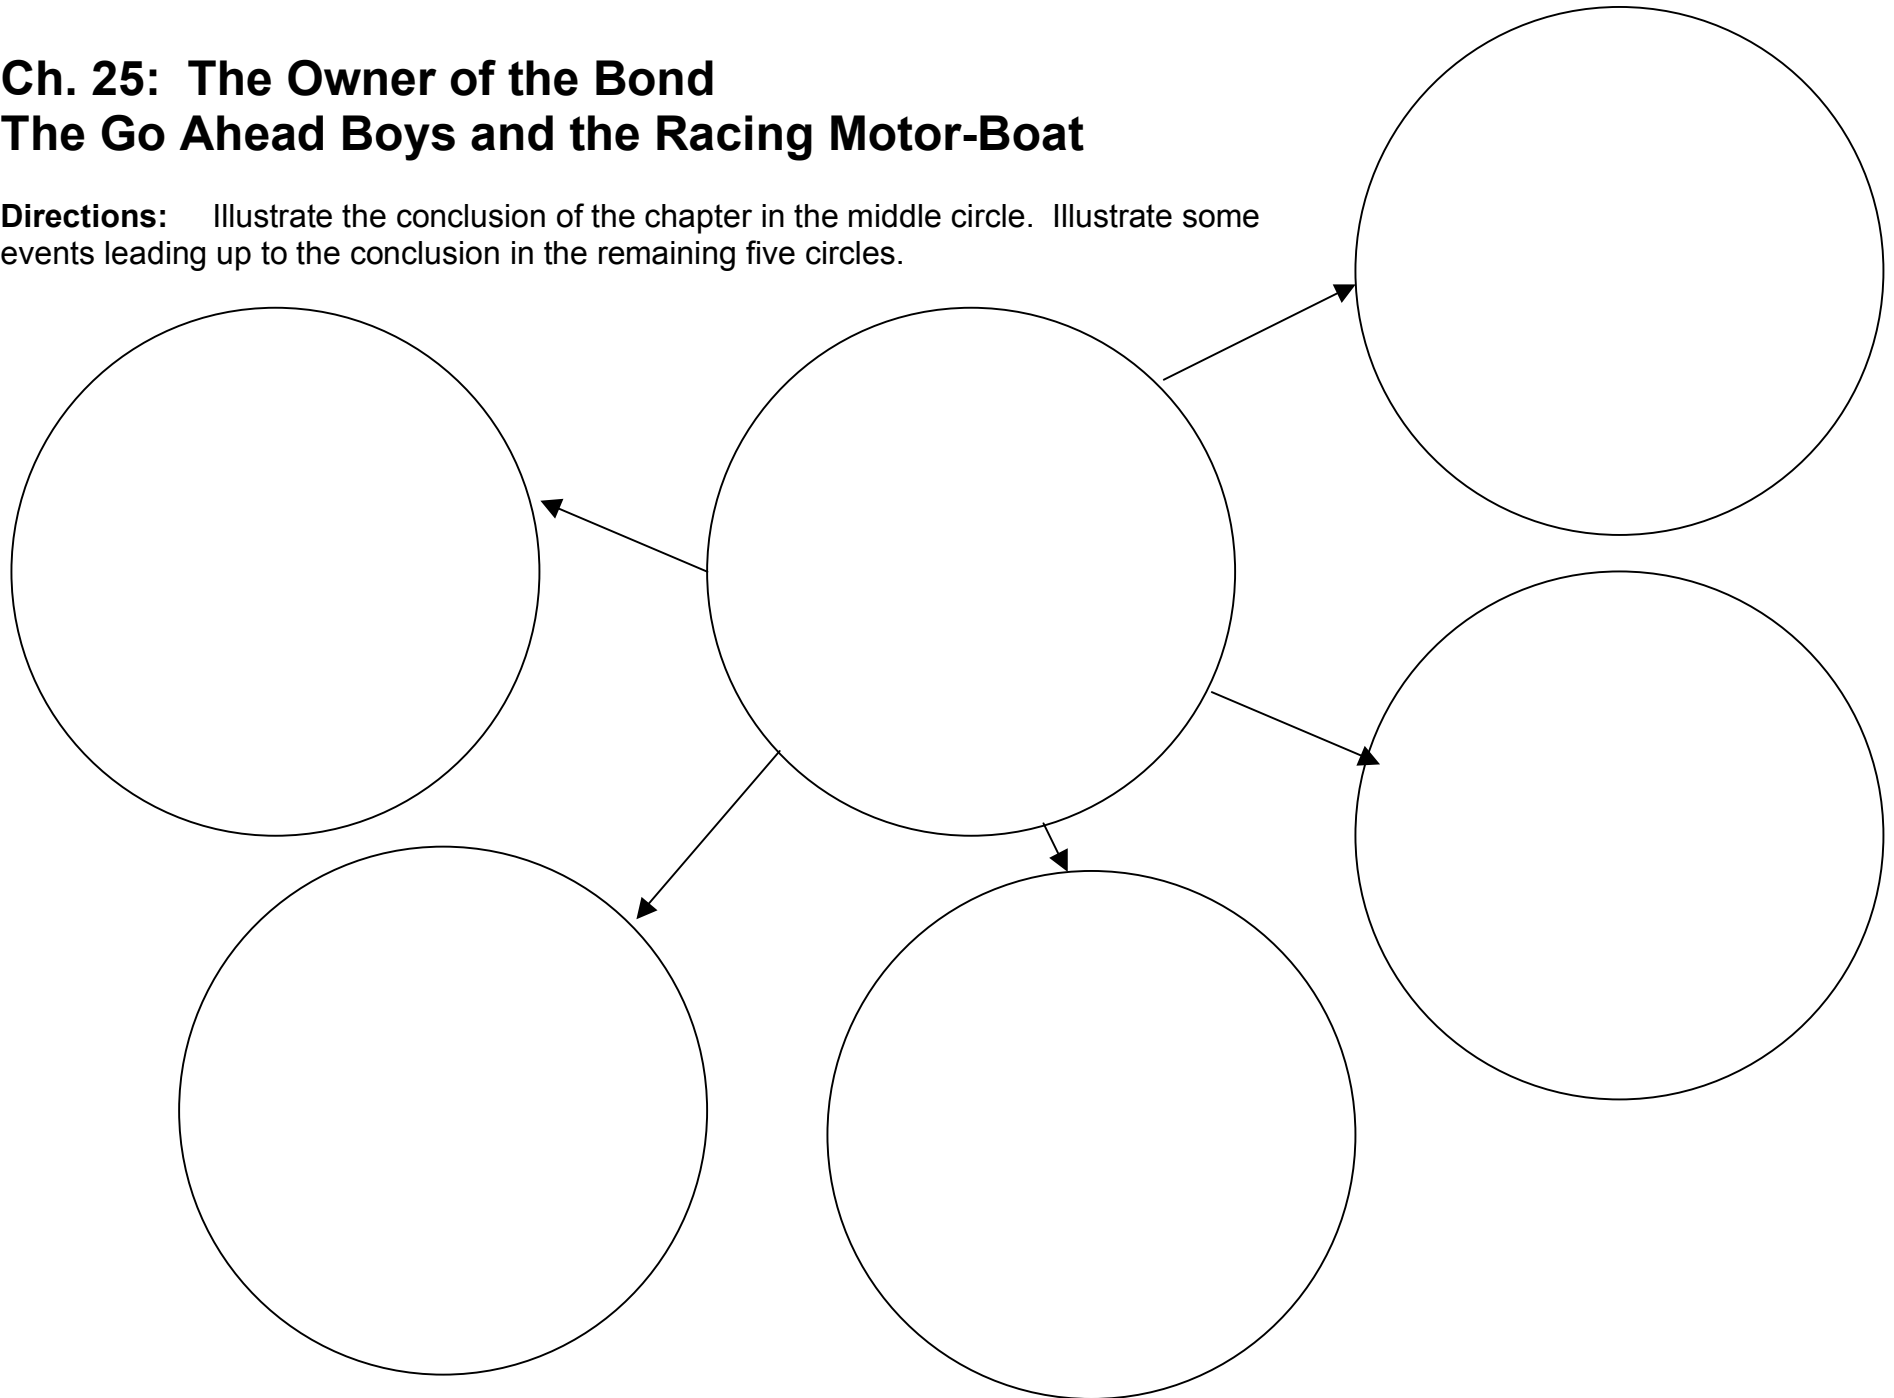 Ch. 25:  The Owner of the Bond
The Go Ahead Boys and the Racing Motor-Boat
Directions:    Illustrate the conclusion of the chapter in the middle circle.  Illustrate some
events leading up to the conclusion in the remaining five circles.